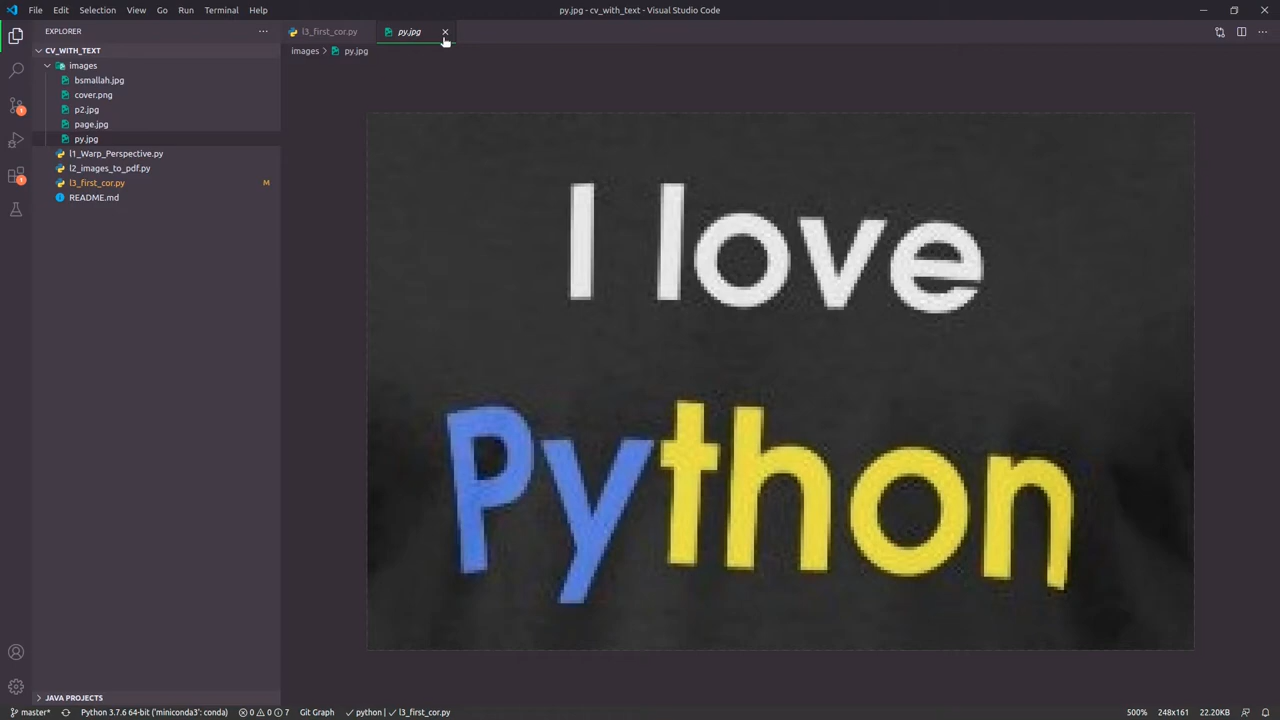 File Edit Selection View Go Run Terminal Help
py.jpg - cv_with_text - Visual Studio Code
EXPLORER
l3_first_cor.py
py.jpg
images
py.jpg
CV_WITH_TEXT
images
bsmallah.jpg
cover.png
p2.jpg
page.jpg
py.jpg
l1_Warp_Perspective.py
l2_images_to_pdf.py
l3_first_cor.py M
README.md
I love
Python
1
1
JAVA PROJECTS
master* Python 3.7.6 64-bit ('miniconda3': conda) 0 0 7 Git Graph python | l3_first_cor.py 500% 248x161 22.20KB